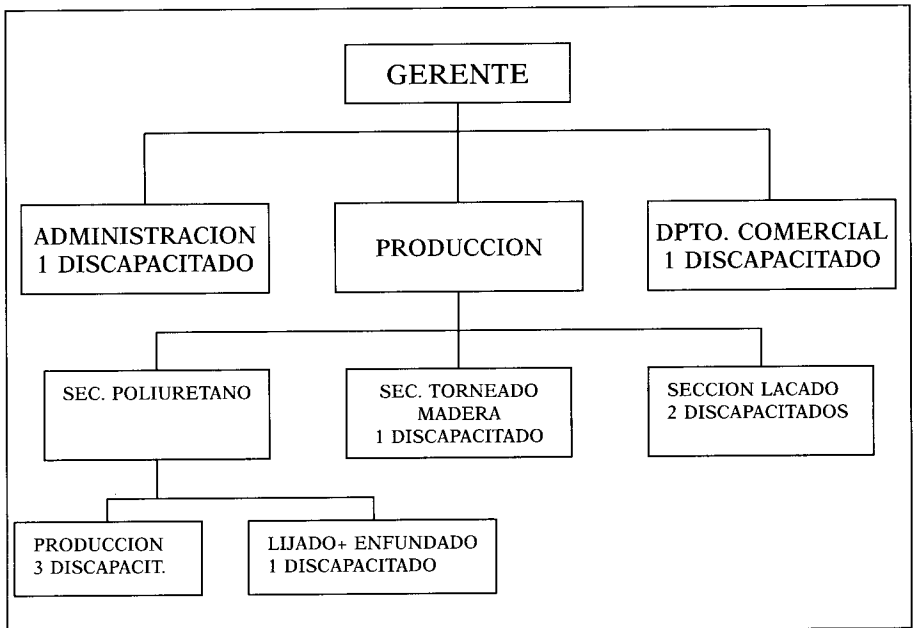 GERENTE
ADMINISTRACION
1 DISCAPACITADO
PRODUCCION
DPTO. COMERCIAL
1 DISCAPACITADO
SEC. POLIURETANO
SEC. TORNEADO
MADERA
1 DISCAPACITADO
SECCION LACADO
2 DISCAPACITADOS
PRODUCCION
3 DISCAPACIT.
LIJADO+ ENFUNDADO
1 DISCAPACITADO